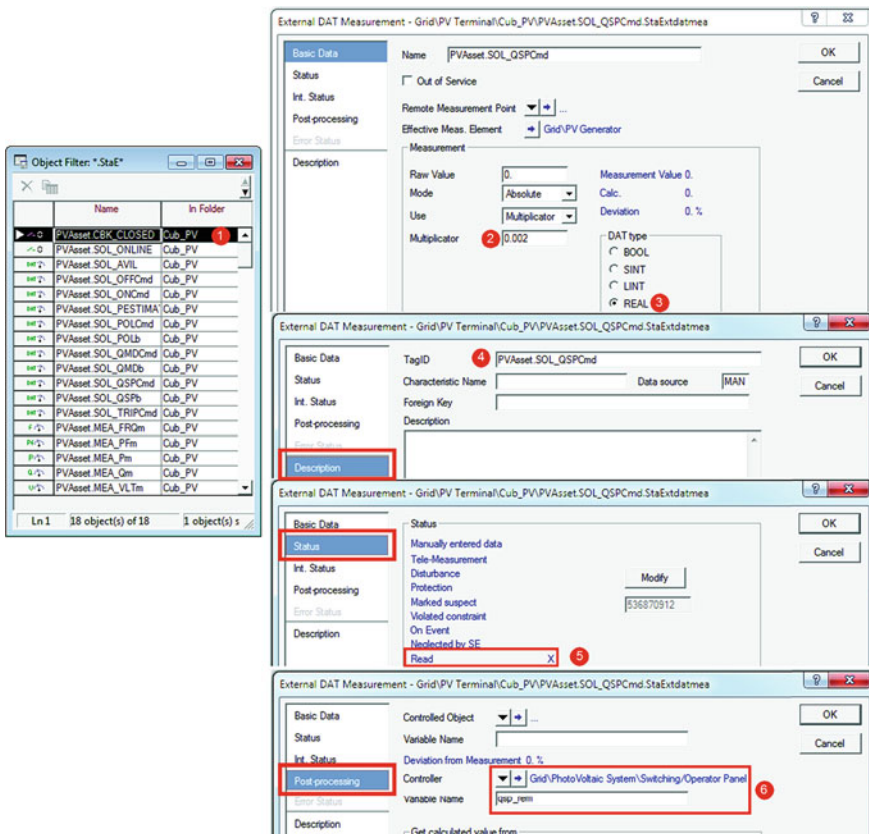 Object Filter: *.StaE*
Name In Folder
PVAsset.CBK_CLOSED Cub_PV 1
PVAsset.SOL_ONLINE Cub_PV
PVAsset.SOL_AVIL Cub_PV
PVAsset.SOL_OFFCmd Cub_PV
PVAsset.SOL_ONCmd Cub_PV
PVAsset.SOL_PESTIMA Cub_PV
PVAsset.SOL_POLCmd Cub_PV
PVAsset.SOL_POLb Cub_PV
PVAsset.SOL_QMDCmd Cub_PV
PVAsset.SOL_QMDb Cub_PV
PVAsset.SOL_QSPCmd Cub_PV
PVAsset.SOL_QSPb Cub_PV
PVAsset.SOL_TRIPCmd Cub_PV
PVAsset.MEA_FRQm Cub_PV
PVAsset.MEA_PFm Cub_PV
PVAsset.MEA_Pm Cub_PV
PVAsset.MEA_Qm Cub_PV
PVAsset.MEA_VLTm Cub_PV
Ln 1 18 object(s) of 18 1 object(s) s
External DAT Measurement - Grid\PV Terminal\Cub_PV\PVAsset.SOL_QSPCmd.StaExtdatmea
Basic Data
Status
Int. Status
Post-processing
Error Status
Description
Name PVAsset.SOL_QSPCmd
Out of Service
Remote Measurement Point ...
Effective Meas. Element Grid\PV Generator
Measurement
Raw Value 0. Measurement Value 0.
Mode Absolute Calc. 0.
Use Multiplicator Deviation 0. %
Multiplicator 2 0.002 DAT type
BOOL
SINT
LINT
REAL 3
OK
Cancel
External DAT Measurement - Grid\PV Terminal\Cub_PV\PVAsset.SOL_QSPCmd.StaExtdatmea
Basic Data
Status
Int. Status
Post-processing
Error Status
Description
TagID 4 PVAsset.SOL_QSPCmd
Characteristic Name Data source MAN
Foreign Key
Description
OK
Cancel
External DAT Measurement - Grid\PV Terminal\Cub_PV\PVAsset.SOL_QSPCmd.StaExtdatmea
Basic Data
Status
Int. Status
Post-processing
Error Status
Description
Status
Manually entered data
Tele-Measurement
Disturbance
Protection
Marked suspect
Violated constraint
On Event
Neglected by SE
Read X 5
Modify
536870912
OK
Cancel
External DAT Measurement - Grid\PV Terminal\Cub_PV\PVAsset.SOL_QSPCmd.StaExtdatmea
Basic Data
Status
Int. Status
Post-processing
Error Status
Description
Controlled Object ...
Variable Name
Deviation from Measurement 0. %
Controller Grid\PhotoVoltaic System\Switching/Operator Panel
Variable Name qsp_rem 6
Get calculated value from
OK
Cancel